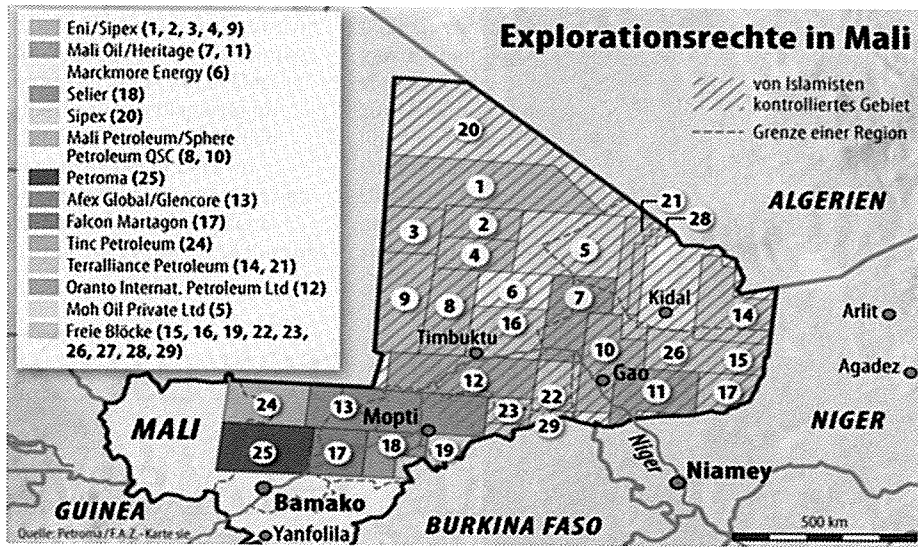 Explorationsrechte in Mali
Eni/Sipex (1, 2, 3, 4, 9)
Mali Oil/Heritage (7, 11)
Marckmore Energy (6)
Selier (18)
Sipex (20)
Mali Petroleum/Sphere
Petroleum QSC (8, 10)
Petroma (25)
Afex Global/Glencore (13)
Falcon Martagon (17)
Tinc Petroleum (24)
Terralliance Petroleum (14, 21)
Oranto Internat. Petroleum Ltd (12)
Moh Oil Private Ltd (5)
Freie Blöcke (15, 16, 19, 22, 23,
26, 27, 28, 29)
von Islamisten
kontrolliertes Gebiet
Grenze einer Region
20
1
21
ALGERIEN
2
28
3
5
4
6
7
Kidal
9
8
14
Arlit
16
Timbuktu
10
26
15
Agadez
12
Gao
11
17
24
13
Mopti
23
22
MALI
29
NIGER
25
17
18
19
Niger
Niamey
Bamako
GUINEA
BURKINA FASO
500 km
Quelle: Petroma/F.A.Z.-Karte sie.
Yanfolila